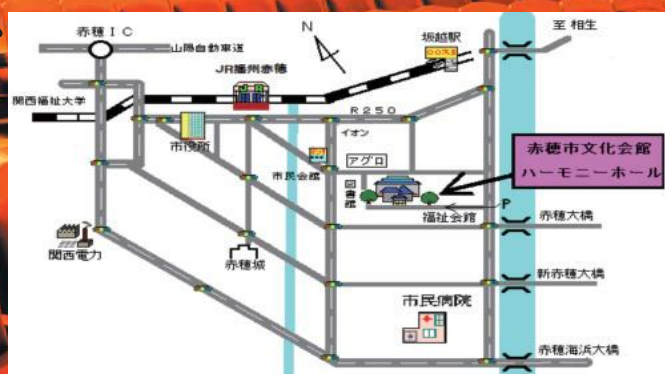 赤穂IC
N
坂越駅
至 相生
山陽自動車道
JR播州赤穂
関西福祉大学
R250
市役所
イオン
アグロ
市民会館
図書館
赤穂市文化会館
ハーモニーホール
P
福祉会館
赤穂大橋
関西電力
赤穂城
新赤穂大橋
市民病院
赤穂海浜大橋